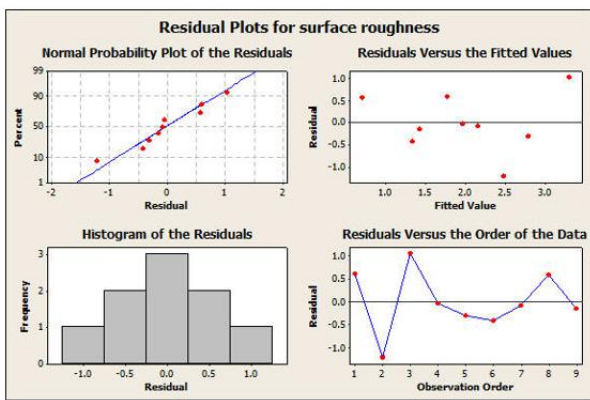 Residual Plots for surface roughness
Normal Probability Plot of the Residuals
99
90
50
10
1
Percent
-2 -1 0 1 2
Residual
Residuals Versus the Fitted Values
1.0
0.5
0.0
-0.5
-1.0
Residual
1.0 1.5 2.0 2.5 3.0
Fitted Value
Histogram of the Residuals
3
2
1
0
Frequency
-1.0 -0.5 0.0 0.5 1.0
Residual
Residuals Versus the Order of the Data
1.0
0.5
0.0
-0.5
-1.0
Residual
1 2 3 4 5 6 7 8 9
Observation Order